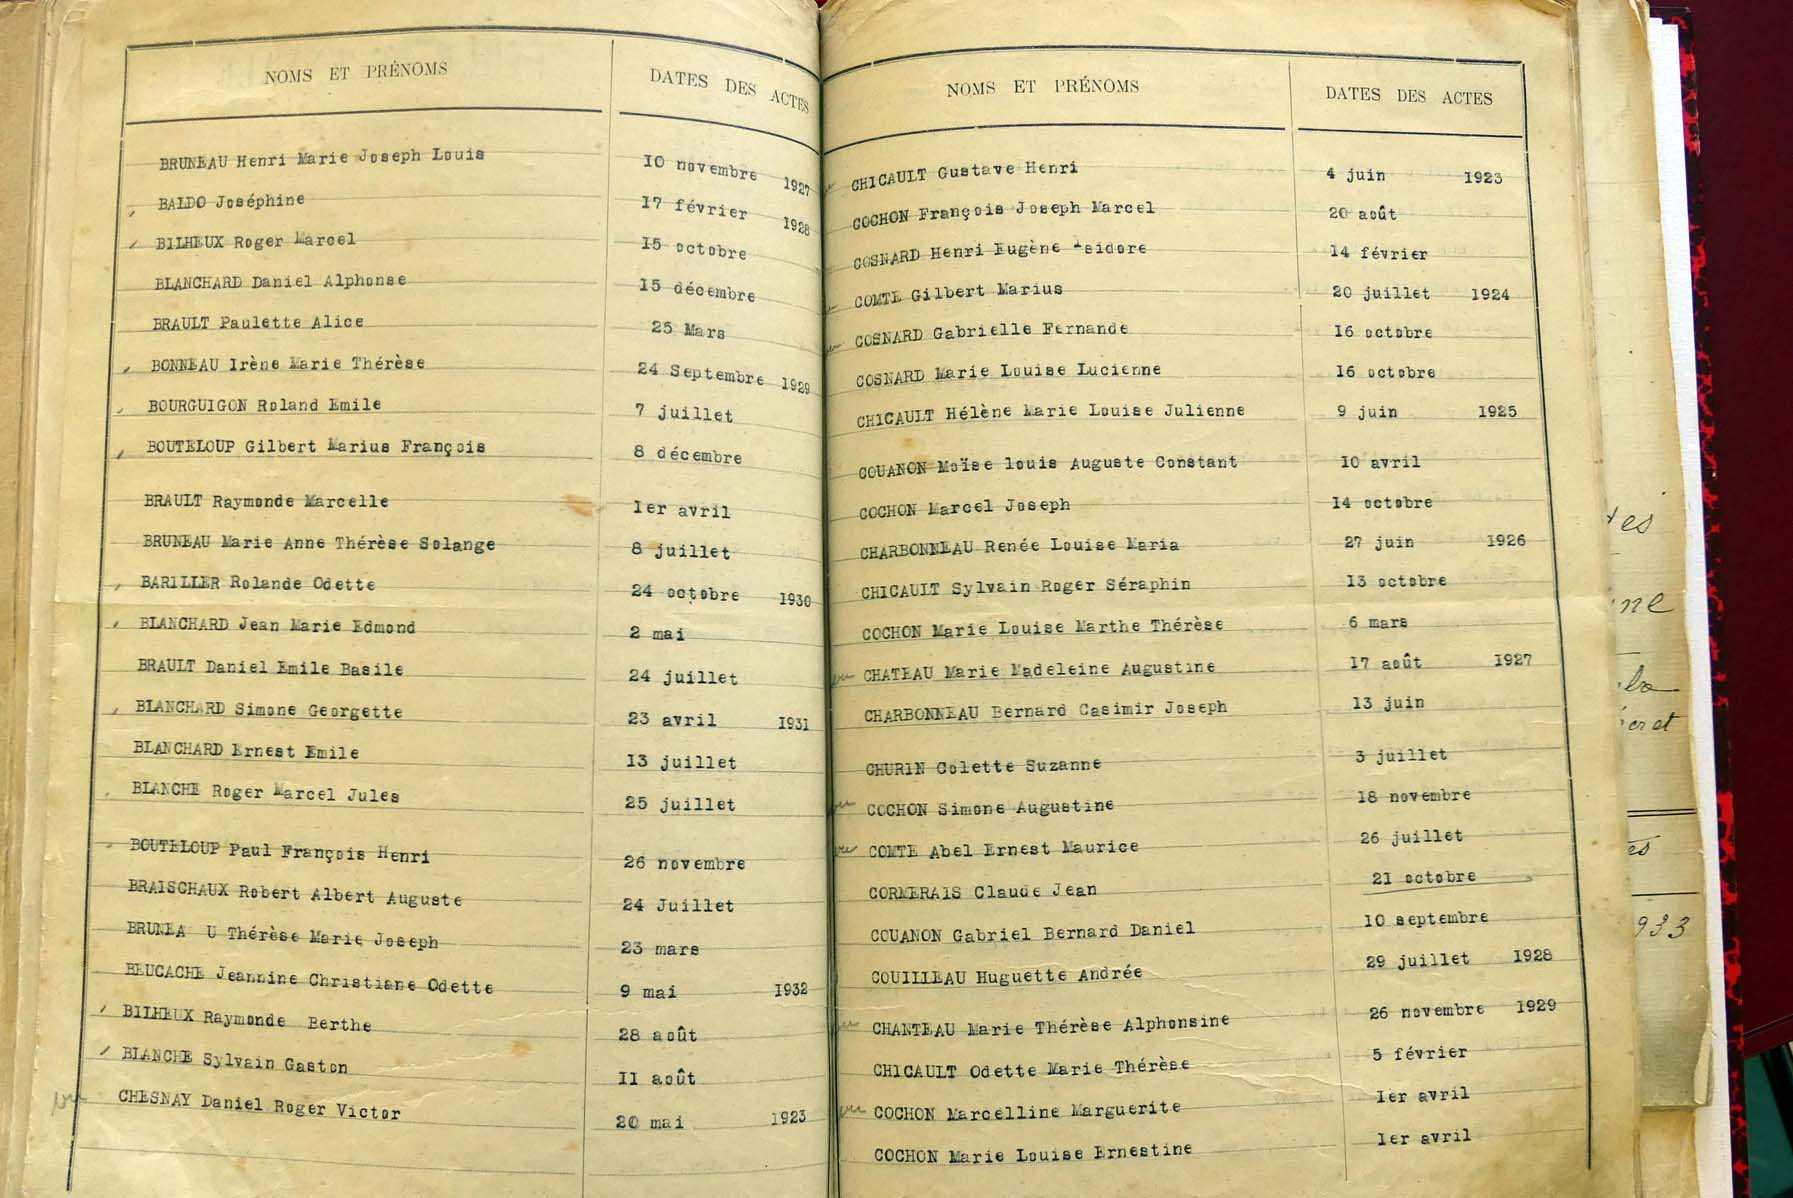 NOMS ET PRÉNOMS DATES DES ACTES
BRUNEAU Henri Marie Joseph Louis 10 novembre 1927
BALDO Joséphine 17 février 1928
BILHEUX Roger Marcel 15 octobre
BLANCHARD Daniel Alphonse 15 décembre
BRAULT Paulette Alice 25 Mars
BONNEAU Irène Marie Thérèse 24 Septembre 1929
BOURGUIGON Roland Emile 7 juillet
BOUTELOUP Gilbert Marius François 8 décembre
BRAULT Raymonde Marcelle 1er avril
BRUNEAU Marie Anne Thérèse Solange 8 juillet
BARILLER Rolande Odette 24 octobre 1930
BLANCHARD Jean Marie Edmond 2 mai
BRAULT Daniel Emile Basile 24 juillet
BLANCHARD Simone Georgette 23 avril 1931
BLANCHARD Ernest Emile 13 juillet
BLANCHE Roger Marcel Jules 25 juillet
BOUTELOUP Paul François Henri 26 novembre
BRAISCHAUX Robert Albert Auguste 24 Juillet
BRUNEA U Thérèse Marie Joseph 23 mars
BEUCACHE Jeannine Christiane Odette 9 mai 1932
BILHEUX Raymonde Berthe 28 août
BLANCHE Sylvain Gaston 11 août
CHESNAY Daniel Roger Victor 20 mai 1923
NOMS ET PRÉNOMS DATES DES ACTES
CHICAULT Gustave Henri 4 juin 1923
COCHON François Joseph Marcel 20 août
COSNARD Henri Eugène -sidore 14 février
COMTE Gilbert Marius 20 juillet 1924
COSNARD Gabrielle Fernande 16 octobre
COSNARD Marie Louise Lucienne 16 octobre
CHICAULT Hélène Marie Louise Julienne 9 juin 1925
COUANON Moïse louis Auguste Constant 10 avril
COCHON Marcel Joseph 14 octobre
CHARBONNEAU Renée Louise Maria 27 juin 1926
CHICAULT Sylvain Roger Séraphin 13 octobre
COCHON Marie Louise Marthe Thérèse 6 mars
CHATEAU Marie Madeleine Augustine 17 août 1927
CHARBONNEAU Bernard Casimir Joseph 13 juin
CHURIN Colette Suzanne 3 juillet
COCHON Simone Augustine 18 novembre
COMTE Abel Ernest Maurice 26 juillet
CORMERAIS Claude Jean 21 octobre
COUANON Gabriel Bernard Daniel 10 septembre
COUILLEAU Huguette Andrée 29 juillet 1928
CHANTEAU Marie Thérèse Alphonsine 26 novembre 1929
CHICAULT Odette Marie Thérèse 5 février
COCHON Marcelline Marguerite 1er avril
COCHON Marie Louise Ernestine 1er avril
933